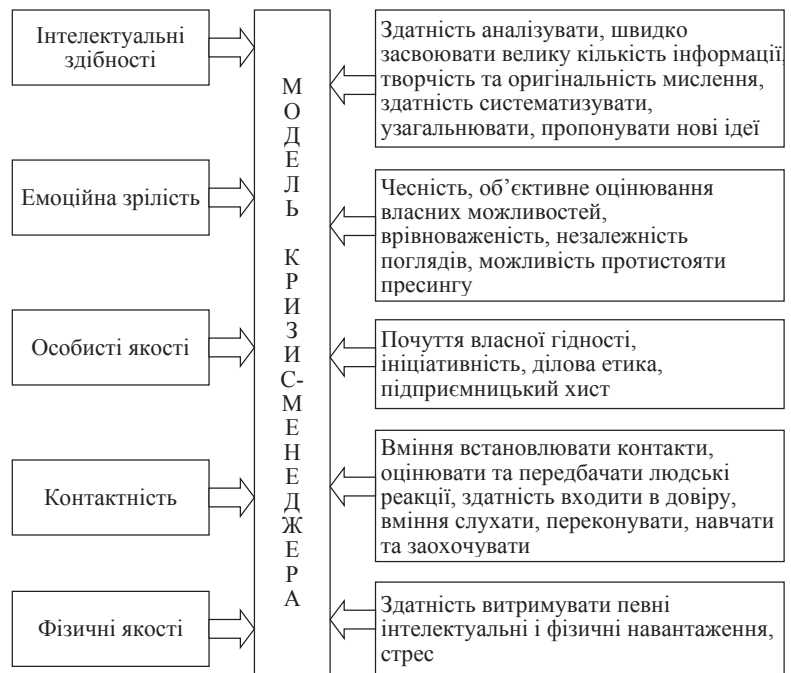 Інтелектуальні
здібності
Емоційна зрілість
Особисті якості
Контактність
Фізичні якості
М
О
Д
Е
Л
Ь
К
Р
И
З
И
С-
М
Е
Н
Е
Д
Ж
Е
Р
А
Здатність аналізувати, швидко
засвоювати велику кількість інформації,
творчість та оригінальність мислення,
здатність систематизувати,
узагальнювати, пропонувати нові ідеї
Чесність, об’єктивне оцінювання
власних можливостей,
врівноваженість, незалежність
поглядів, можливість протистояти
пресингу
Почуття власної гідності,
ініціативність, ділова етика,
підприємницький хист
Вміння встановлювати контакти,
оцінювати та передбачати людські
реакції, здатність входити в довіру,
вміння слухати, переконувати, навчати
та заохочувати
Здатність витримувати певні
інтелектуальні і фізичні навантаження,
стрес